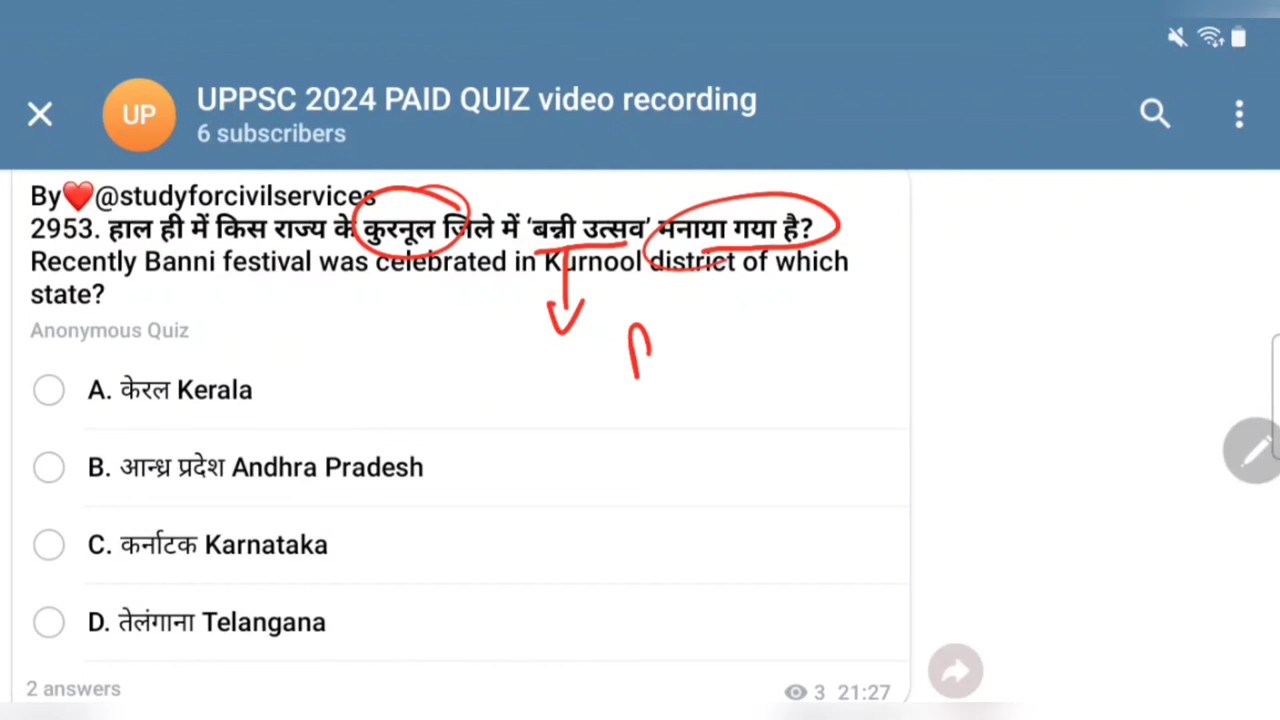 UP
UPPSC 2024 PAID QUIZ video recording
6 subscribers
By❤️@studyforcivilservices
2953. हाल ही में किस राज्य के कुरनूल जिले में ‘बन्नी उत्सव’ मनाया गया है?
Recently Banni festival was celebrated in Kurnool district of which
state?
Anonymous Quiz
A. केरल Kerala
B. आन्ध्र प्रदेश Andhra Pradesh
C. कर्नाटक Karnataka
D. तेलंगाना Telangana
2 answers
3 21:27